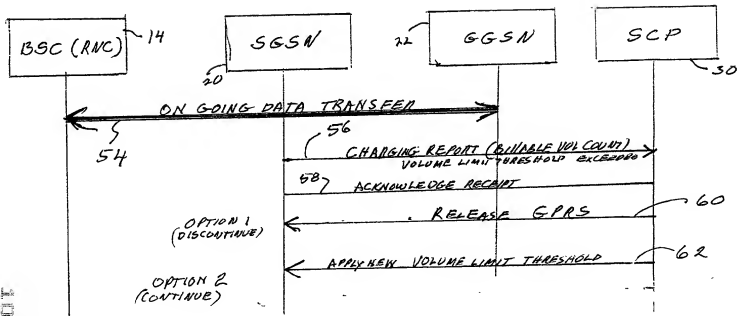 BSC (RNC) 14
SGSN 20
22 GGSN
SCP 30
ON GOING DATA TRANSFER
54
56
CHARGING REPORT (BILLABLE VOL COUNT)
VOLUME LIMIT THRESHOLD EXCEEDED
58 ACKNOWLEDGE RECEIPT
OPTION 1
(DISCONTINUE)
RELEASE GPRS 60
APPLY NEW VOLUME LIMIT THRESHOLD 62
OPTION 2
(CONTINUE)